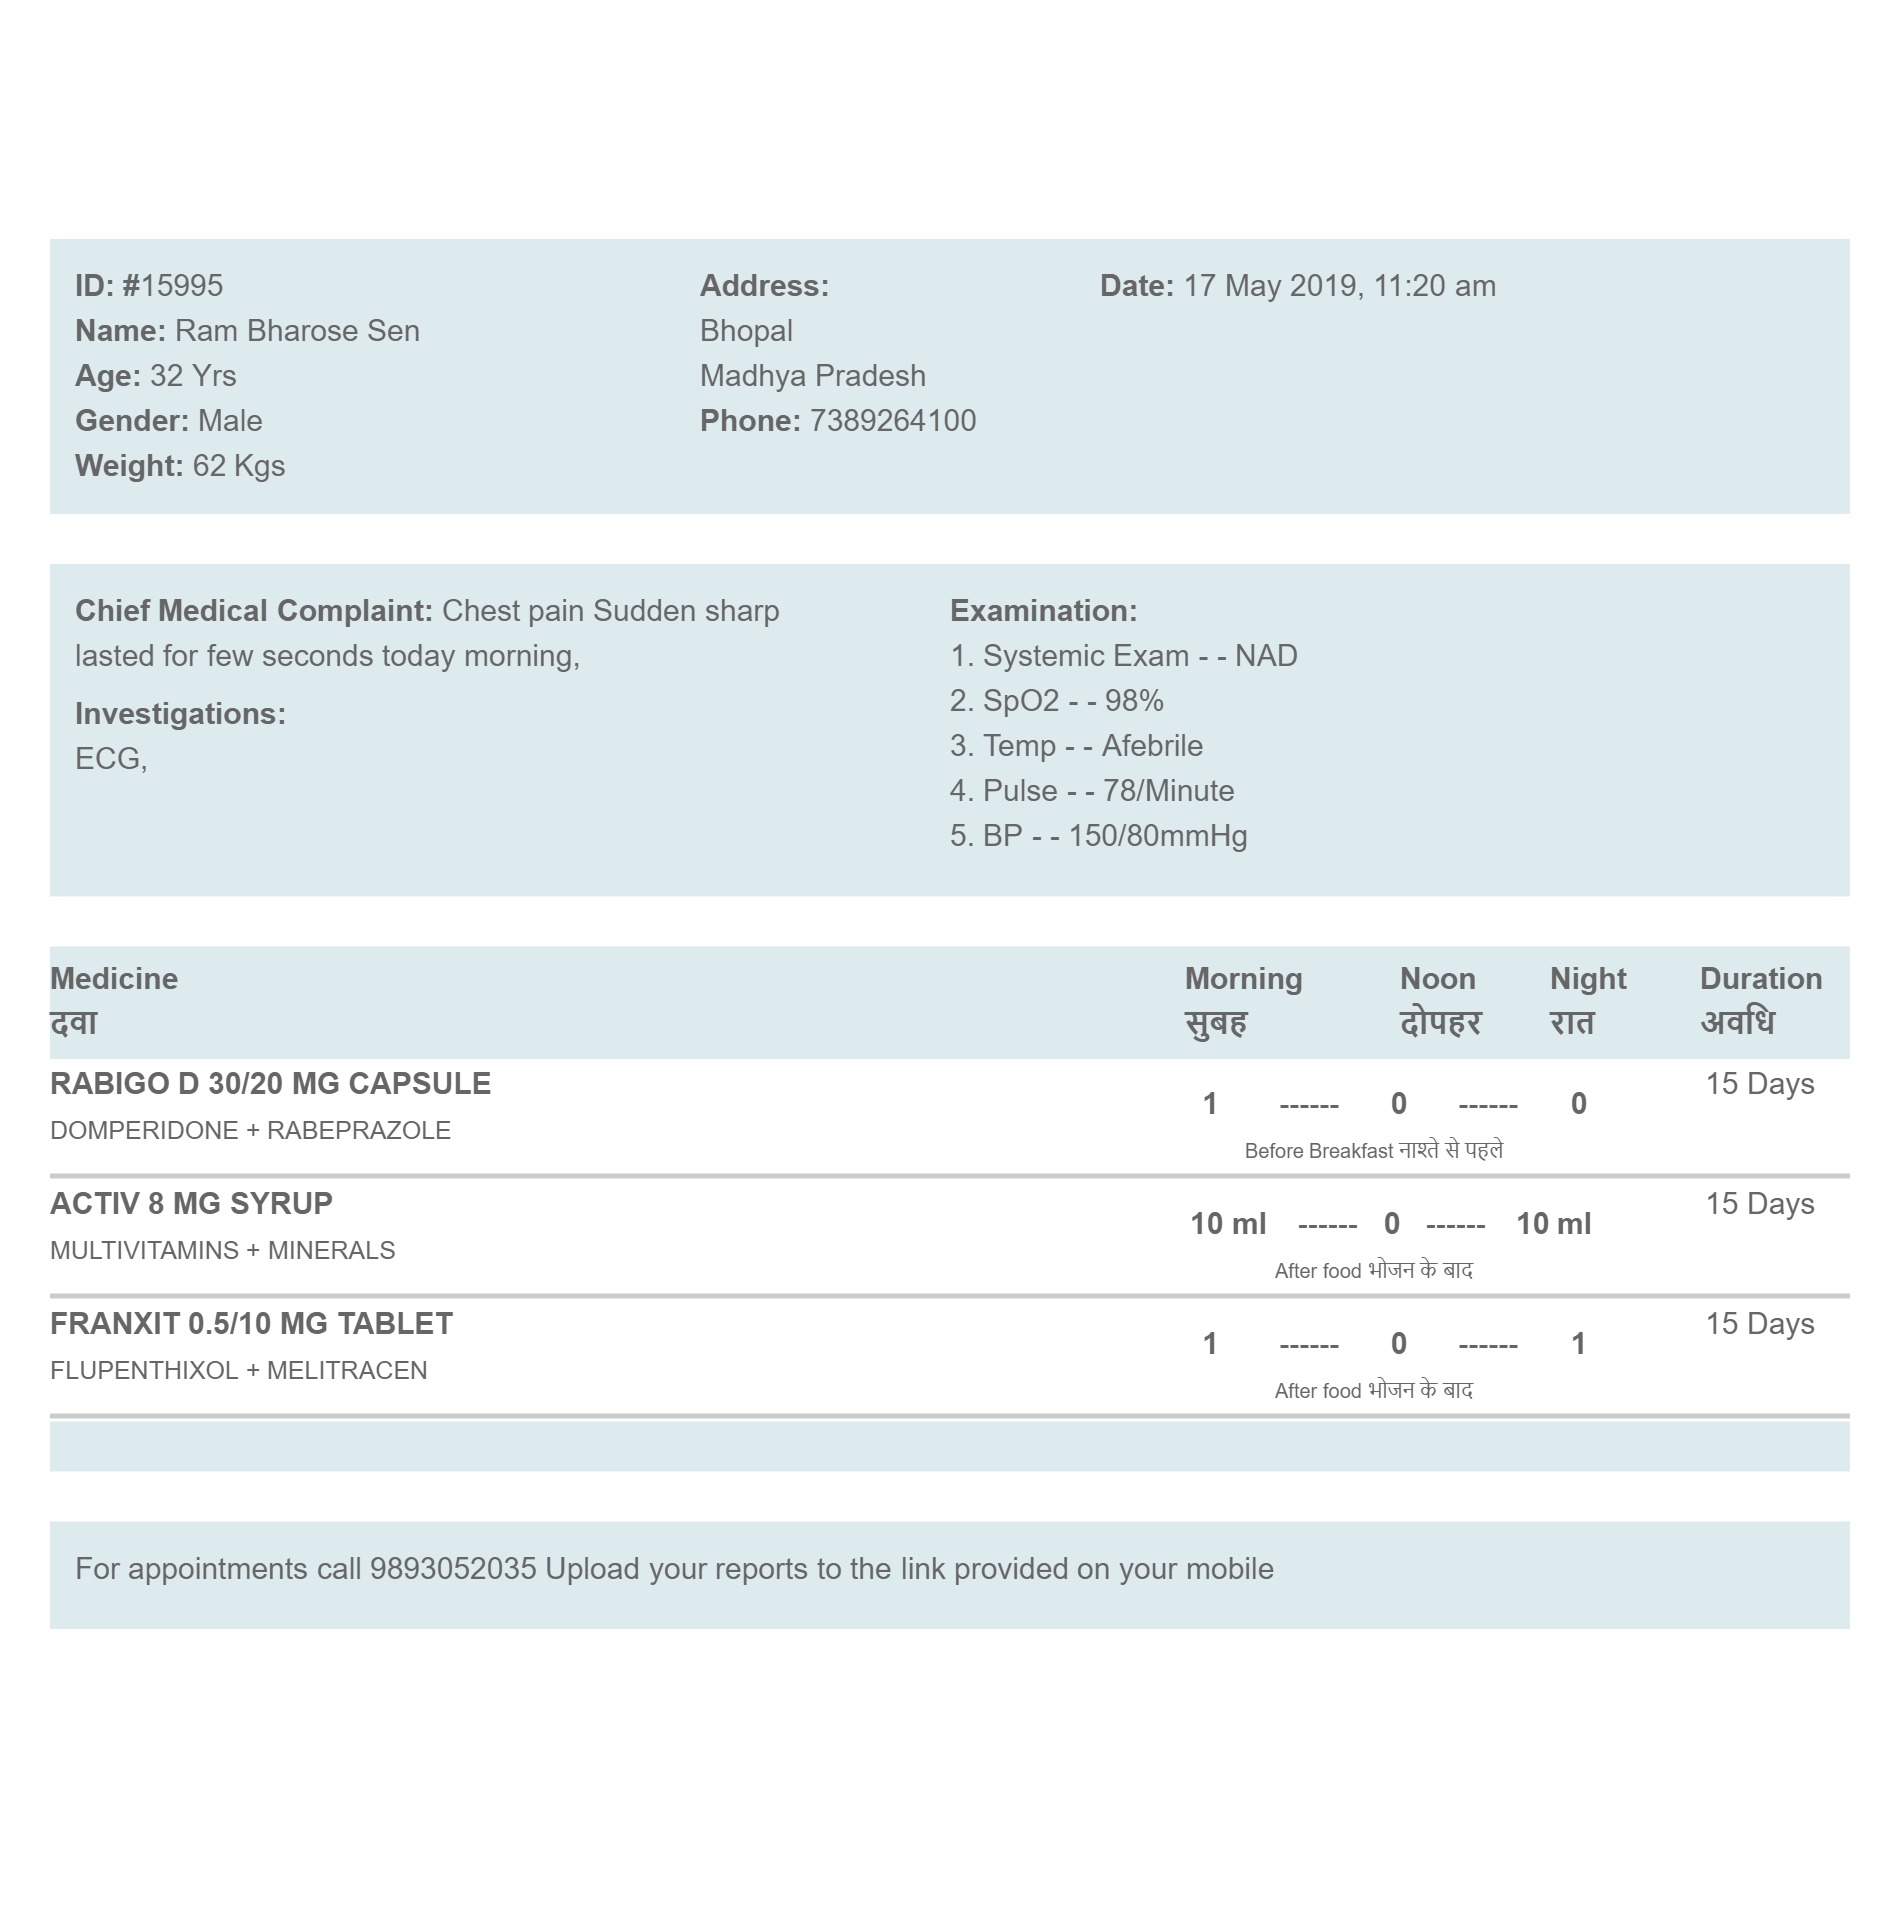 ID: #15995
Name: Ram Bharose Sen
Age: 32 Yrs
Gender: Male
Weight: 62 Kgs
Address:
Bhopal
Madhya Pradesh
Phone: 7389264100
Date: 17 May 2019, 11:20 am
Chief Medical Complaint: Chest pain Sudden sharp
lasted for few seconds today morning,
Investigations:
ECG,
Examination:
1. Systemic Exam - - NAD
2. SpO2 - - 98%
3. Temp - - Afebrile
4. Pulse - - 78/Minute
5. BP - - 150/80mmHg
Medicine Morning Noon Night Duration
दवा सुबह दोपहर रात अवधि
RABIGO D 30/20 MG CAPSULE 15 Days
1 ------ 0 ------ 0
DOMPERIDONE + RABEPRAZOLE
Before Breakfast नाश्ते से पहले
ACTIV 8 MG SYRUP 15 Days
10 ml ------ 0 ------ 10 ml
MULTIVITAMINS + MINERALS
After food भोजन के बाद
FRANXIT 0.5/10 MG TABLET 15 Days
1 ------ 0 ------ 1
FLUPENTHIXOL + MELITRACEN
After food भोजन के बाद
For appointments call 9893052035 Upload your reports to the link provided on your mobile